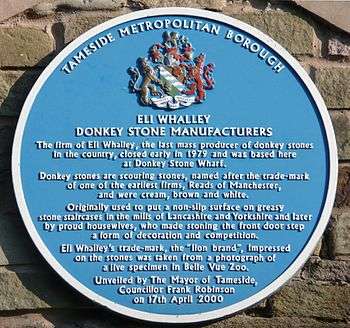 TAMESIDE METROPOLITAN BOROUGH
ELI WHALLEY
DONKEY STONE MANUFACTURERS
The firm of Eli Whalley, the last mass producer of donkey stones
in the country, closed early in 1979 and was based here
at Donkey Stone Wharf.
Donkey stones are scouring stones, named after the trade-mark
of one of the earliest firms, Reads of Manchester,
and were cream, brown and white.
Originally used to put a non-slip surface on greasy
stone staircases in the mills of Lancashire and Yorkshire and later
by proud housewives, who made stoning the front door step
a form of decoration and competition.
Eli Whalley's trade-mark, the "lion brand", impressed
on the stones was taken from a photograph of
a live specimen in Belle Vue Zoo.
Unveiled by The Mayor of Tameside,
Councillor Frank Robinson
on 17th April 2000